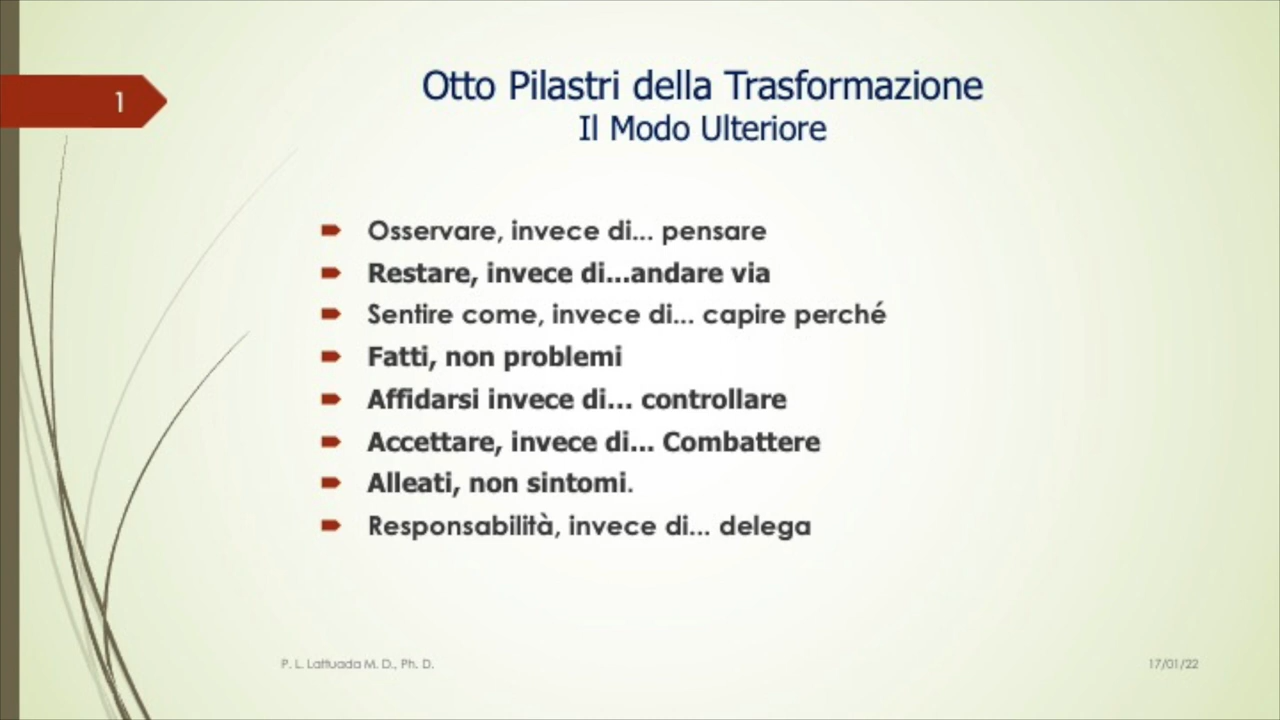 1
Otto Pilastri della Trasformazione
Il Modo Ulteriore
Osservare, invece di... pensare
Restare, invece di...andare via
Sentire come, invece di... capire perché
Fatti, non problemi
Affidarsi invece di... controllare
Accettare, invece di... Combattere
Alleati, non sintomi.
Responsabilità, invece di... delega
P. L. Lattuada M. D., Ph. D.
17/01/22